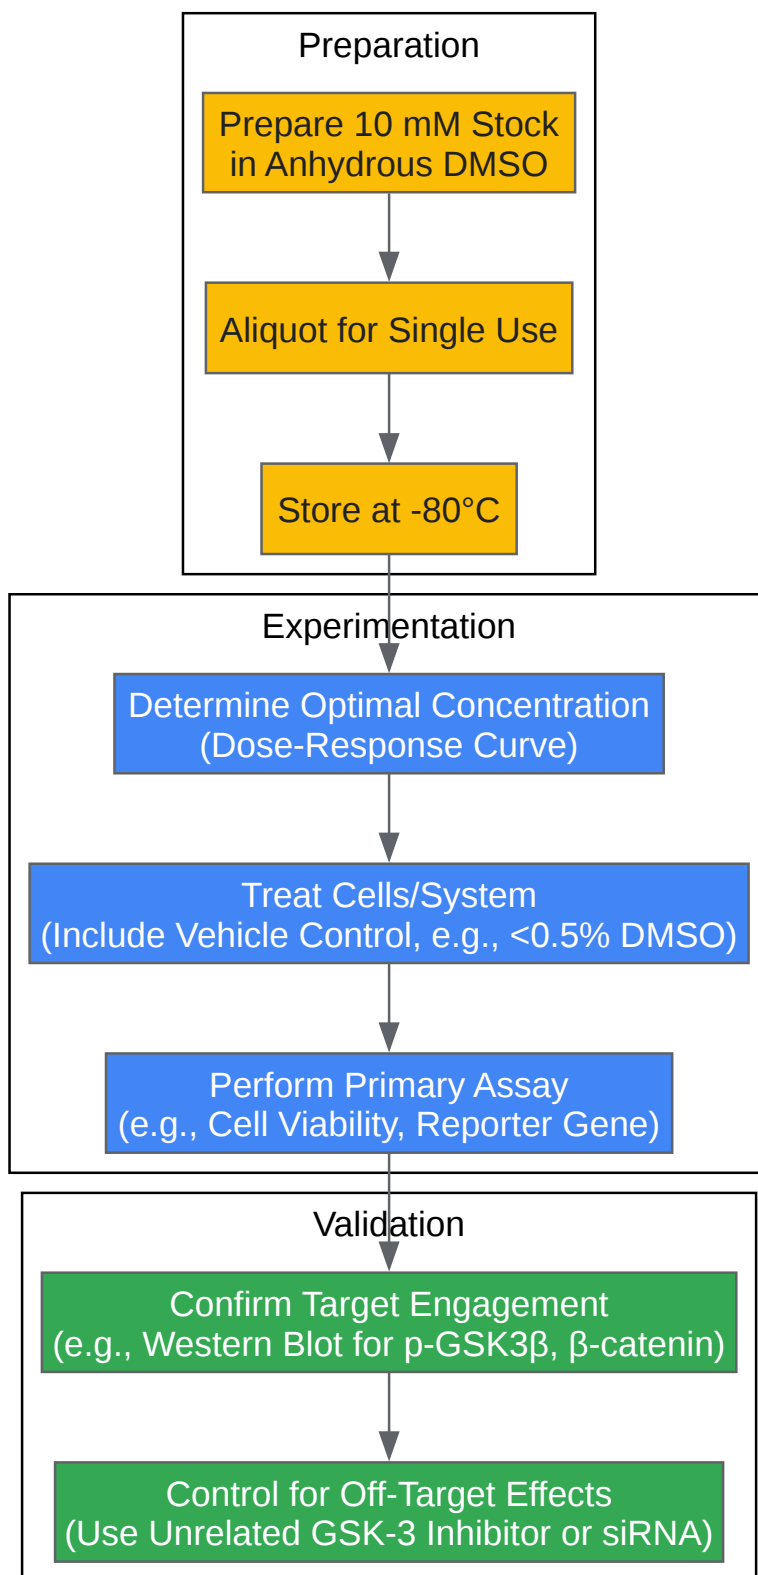 Preparation
Prepare 10 mM Stock
in Anhydrous DMSO
Aliquot for Single Use
Store at -80°C
Experimentation
Determine Optimal Concentration
(Dose-Response Curve)
Treat Cells/System
(Include Vehicle Control, e.g., <0.5% DMSO)
Perform Primary Assay
(e.g., Cell Viability, Reporter Gene)
Validation
Confirm Target Engagement
(e.g., Western Blot for p-GSK3β, β-catenin)
Control for Off-Target Effects
(Use Unrelated GSK-3 Inhibitor or siRNA)